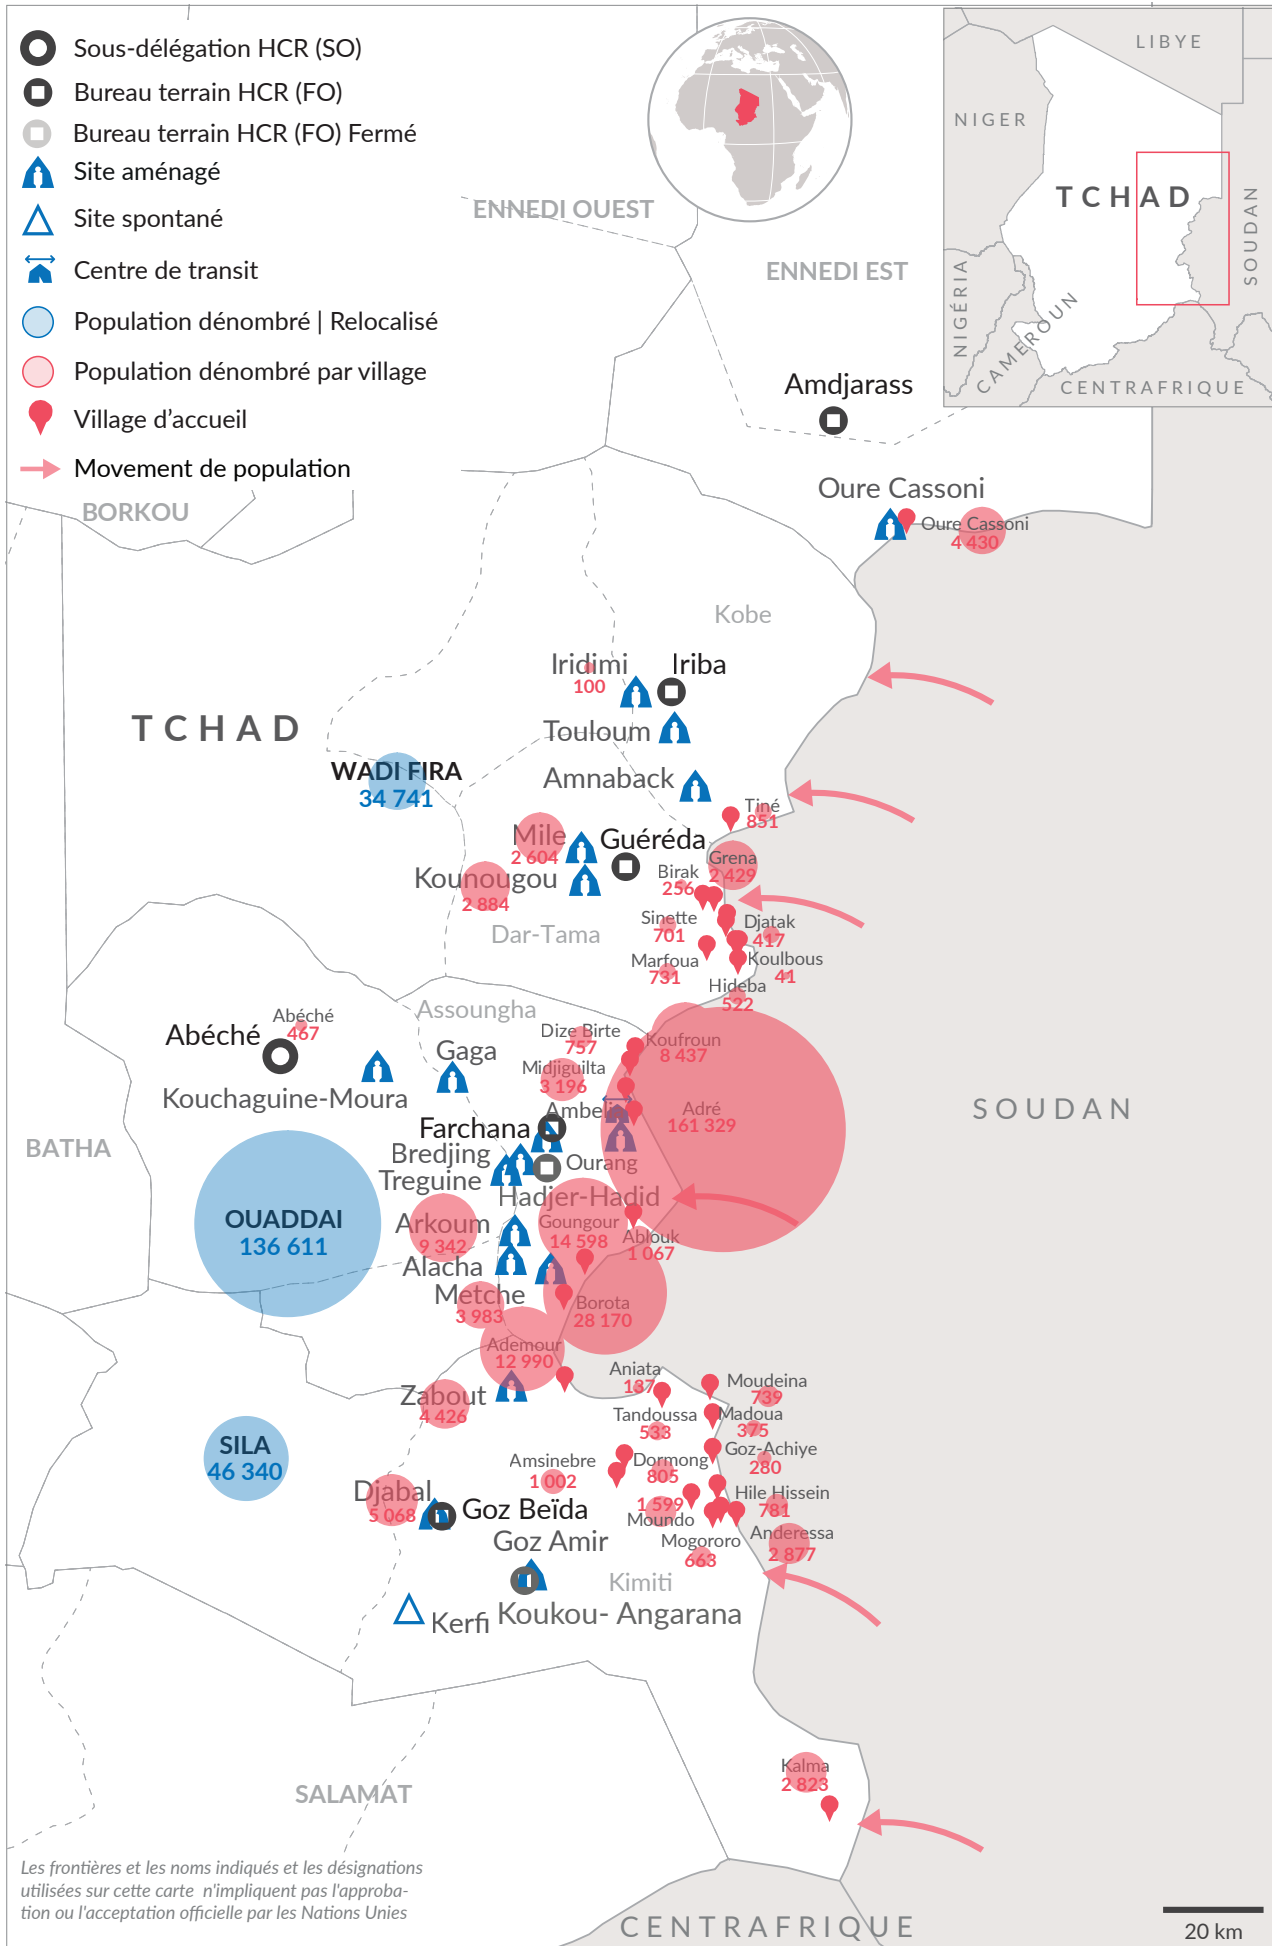 Sous-délégation HCR (SO)
Bureau terrain HCR (FO)
Bureau terrain HCR (FO) Fermé
Site aménagé
Site spontané
Centre de transit
Population dénombré | Relocalisé
Population dénombré par village
Village d’accueil
Movement de population
LIBYE
NIGER
TCHAD
SOUDAN
NIGÉRIA
CAMEROUN
CENTRAFRIQUE
ENNEDI OUEST
ENNEDI EST
Amdjarass
BORKOU
Oure Cassoni
Oure Cassoni
4 430
Kobe
Iridimi
100
Iriba
TCHAD
Touloum
WADI FIRA
34 741
Amnaback
Tiné
851
Mile
2 604
Guéréda
Grena
2 429
Kounougou
2 884
Birak
256
Sinette
701
Djatak
417
Dar-Tama
Marfoua
731
Koulbous
41
Hideba
522
Assoungha
Abéché
467
Abéché
Dize Birte
757
Koufroun
8 437
Gaga
Midjiguilta
3 196
Kouchaguine-Moura
Adré
161 329
SOUDAN
Farchana
BATHA
Bredjing
Ourang
Treguine
Hadjer-Hadid
OUADDAI
136 611
Arkoum
9 342
Goungour
14 598
Ablouk
1 067
Alacha
Metche
3 983
Borota
28 170
Ademour
12 990
Aniata
137
Moudeina
739
Zabout
4 426
Tandoussa
533
Madoua
375
SILA
46 340
Amsinebre
1 002
Dormong
805
Goz-Achiye
280
Djabal
5 068
Goz Beïda
1 599
Moundo
Hile Hissein
781
Goz Amir
Mogororo
663
Anderessa
2 877
Kimiti
Kerfi
Koukou- Angarana
Kalma
2 823
SALAMAT
Les frontières et les noms indiqués et les désignations
utilisées sur cette carte n'impliquent pas l'approba-
tion ou l'acceptation officielle par les Nations Unies
CENTRAFRIQUE
20 km